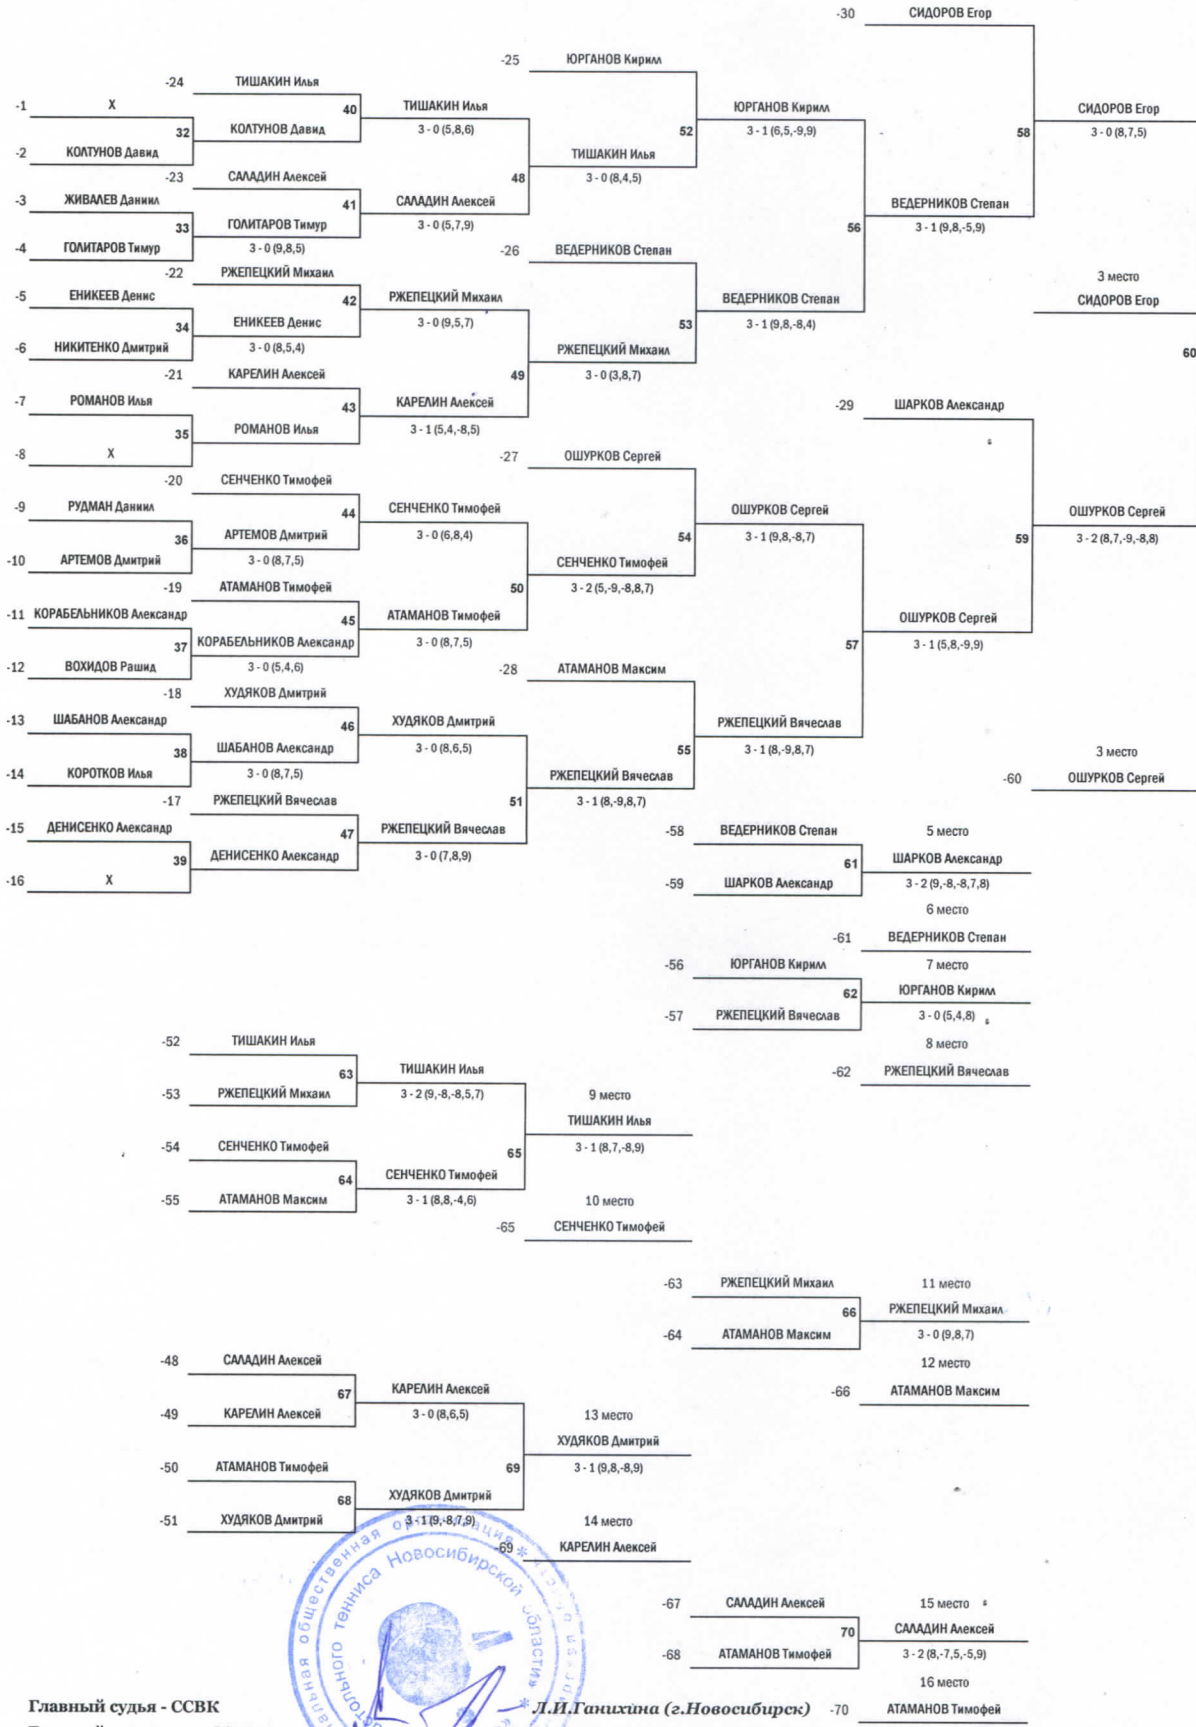 -30 СИДОРОВ Егор
-25 ЮРГАНОВ Кирилл
-24 ТИШАКИН Илья
-1 X
40 ТИШАКИН Илья
ЮРГАНОВ Кирилл
СИДОРОВ Егор
32 КОЛТУНОВ Давид
3 - 0 (5,8,6)
52
3 - 1 (6,5,-9,9)
58
3 - 0 (8,7,5)
-2 КОЛТУНОВ Давид
ТИШАКИН Илья
-23 САЛАДИН Алексей
48
3 - 0 (8,4,5)
-3 ЖИВАЛЕВ Даниил
41 САЛАДИН Алексей
ВЕДЕРНИКОВ Степан
33 ГОЛИТАРОВ Тимур
3 - 0 (5,7,9)
56
3 - 1 (9,8,-5,9)
-4 ГОЛИТАРОВ Тимур
3 - 0 (9,8,5)
-26 ВЕДЕРНИКОВ Степан
-22 РЖЕПЕЦКИЙ Михаил
3 место
-5 ЕНИКЕЕВ Денис
42 РЖЕПЕЦКИЙ Михаил
ВЕДЕРНИКОВ Степан
СИДОРОВ Егор
34 ЕНИКЕЕВ Денис
3 - 0 (9,5,7)
53
3 - 1 (9,8,-8,4)
-6 НИКИТЕНКО Дмитрий
3 - 0 (8,5,4)
РЖЕПЕЦКИЙ Михаил
60
-21 КАРЕЛИН Алексей
49
3 - 0 (3,8,7)
-7 РОМАНОВ Илья
43 КАРЕЛИН Алексей
-29 ШАРКОВ Александр
35 РОМАНОВ Илья
3 - 1 (5,4,-8,5)
-8 X
-27 ОШУРКОВ Сергей
-20 СЕНЧЕНКО Тимофей
-9 РУДМАН Даниил
44 СЕНЧЕНКО Тимофей
ОШУРКОВ Сергей
ОШУРКОВ Сергей
36 АРТЕМОВ Дмитрий
3 - 0 (6,8,4)
54
3 - 1 (9,8,-8,7)
59
3 - 2 (8,7,-9,-8,8)
-10 АРТЕМОВ Дмитрий
3 - 0 (8,7,5)
СЕНЧЕНКО Тимофей
-19 АТАМАНОВ Тимофей
50
3 - 2 (5,-9,-8,8,7)
-11 КОРАБЕЛЬНИКОВ Александр
45 АТАМАНОВ Тимофей
ОШУРКОВ Сергей
37 КОРАБЕЛЬНИКОВ Александр
3 - 0 (8,7,5)
57
3 - 1 (5,8,-9,9)
-12 ВОХИДОВ Рашид
3 - 0 (5,4,6)
-28 АТАМАНОВ Максим
-18 ХУДЯКОВ Дмитрий
-13 ШАБАНОВ Александр
46 ХУДЯКОВ Дмитрий
РЖЕПЕЦКИЙ Вячеслав
38 ШАБАНОВ Александр
3 - 0 (8,6,5)
55
3 - 1 (8,-9,8,7)
3 место
-14 КОРОТКОВ Илья
3 - 0 (8,7,5)
РЖЕПЕЦКИЙ Вячеслав
-60 ОШУРКОВ Сергей
-17 РЖЕПЕЦКИЙ Вячеслав
51
3 - 1 (8,-9,8,7)
-15 ДЕНИСЕНКО Александр
47 РЖЕПЕЦКИЙ Вячеслав
-58 ВЕДЕРНИКОВ Степан
5 место
39 ДЕНИСЕНКО Александр
3 - 0 (7,8,9)
61 ШАРКОВ Александр
-16 X
-59 ШАРКОВ Александр
3 - 2 (9,-8,-8,7,8)
6 место
-61 ВЕДЕРНИКОВ Степан
-56 ЮРГАНОВ Кирилл
7 место
62 ЮРГАНОВ Кирилл
-57 РЖЕПЕЦКИЙ Вячеслав
3 - 0 (5,4,8)
-52 ТИШАКИН Илья
8 место
63 ТИШАКИН Илья
-62 РЖЕПЕЦКИЙ Вячеслав
-53 РЖЕПЕЦКИЙ Михаил
3 - 2 (9,-8,-8,5,7)
9 место
ТИШАКИН Илья
-54 СЕНЧЕНКО Тимофей
65
3 - 1 (8,7,-8,9)
64 СЕНЧЕНКО Тимофей
-55 АТАМАНОВ Максим
3 - 1 (8,8,-4,6)
10 место
-65 СЕНЧЕНКО Тимофей
-63 РЖЕПЕЦКИЙ Михаил
11 место
66 РЖЕПЕЦКИЙ Михаил
-64 АТАМАНОВ Максим
3 - 0 (9,8,7)
-48 САЛАДИН Алексей
12 место
67 КАРЕЛИН Алексей
-66 АТАМАНОВ Максим
-49 КАРЕЛИН Алексей
3 - 0 (8,6,5)
13 место
ХУДЯКОВ Дмитрий
-50 АТАМАНОВ Тимофей
69
3 - 1 (9,8,-8,9)
68 ХУДЯКОВ Дмитрий
-51 ХУДЯКОВ Дмитрий
3 - 1 (9,-8,7,9)
14 место
-69 КАРЕЛИН Алексей
общественная организация
тенниса Новосибирской области»
-67 САЛАДИН Алексей
15 место
70 САЛАДИН Алексей
-68 АТАМАНОВ Тимофей
3 - 2 (8,-7,5,-5,9)
16 место
Главный судья - ССВК
Л.И.Ганихина (г.Новосибирск)
-70 АТАМАНОВ Тимофей